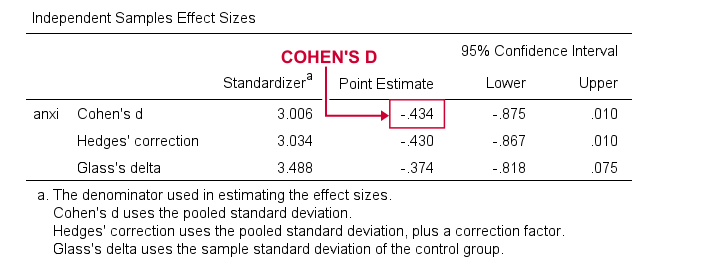 Independent Samples Effect Sizes
COHEN'S D
95% Confidence Interval
Standardizerᵃ Point Estimate Lower Upper
anxi Cohen's d 3.006 -.434 -.875 .010
Hedges' correction 3.034 -.430 -.867 .010
Glass's delta 3.488 -.374 -.818 .075
a. The denominator used in estimating the effect sizes.
Cohen's d uses the pooled standard deviation.
Hedges' correction uses the pooled standard deviation, plus a correction factor.
Glass's delta uses the sample standard deviation of the control group.